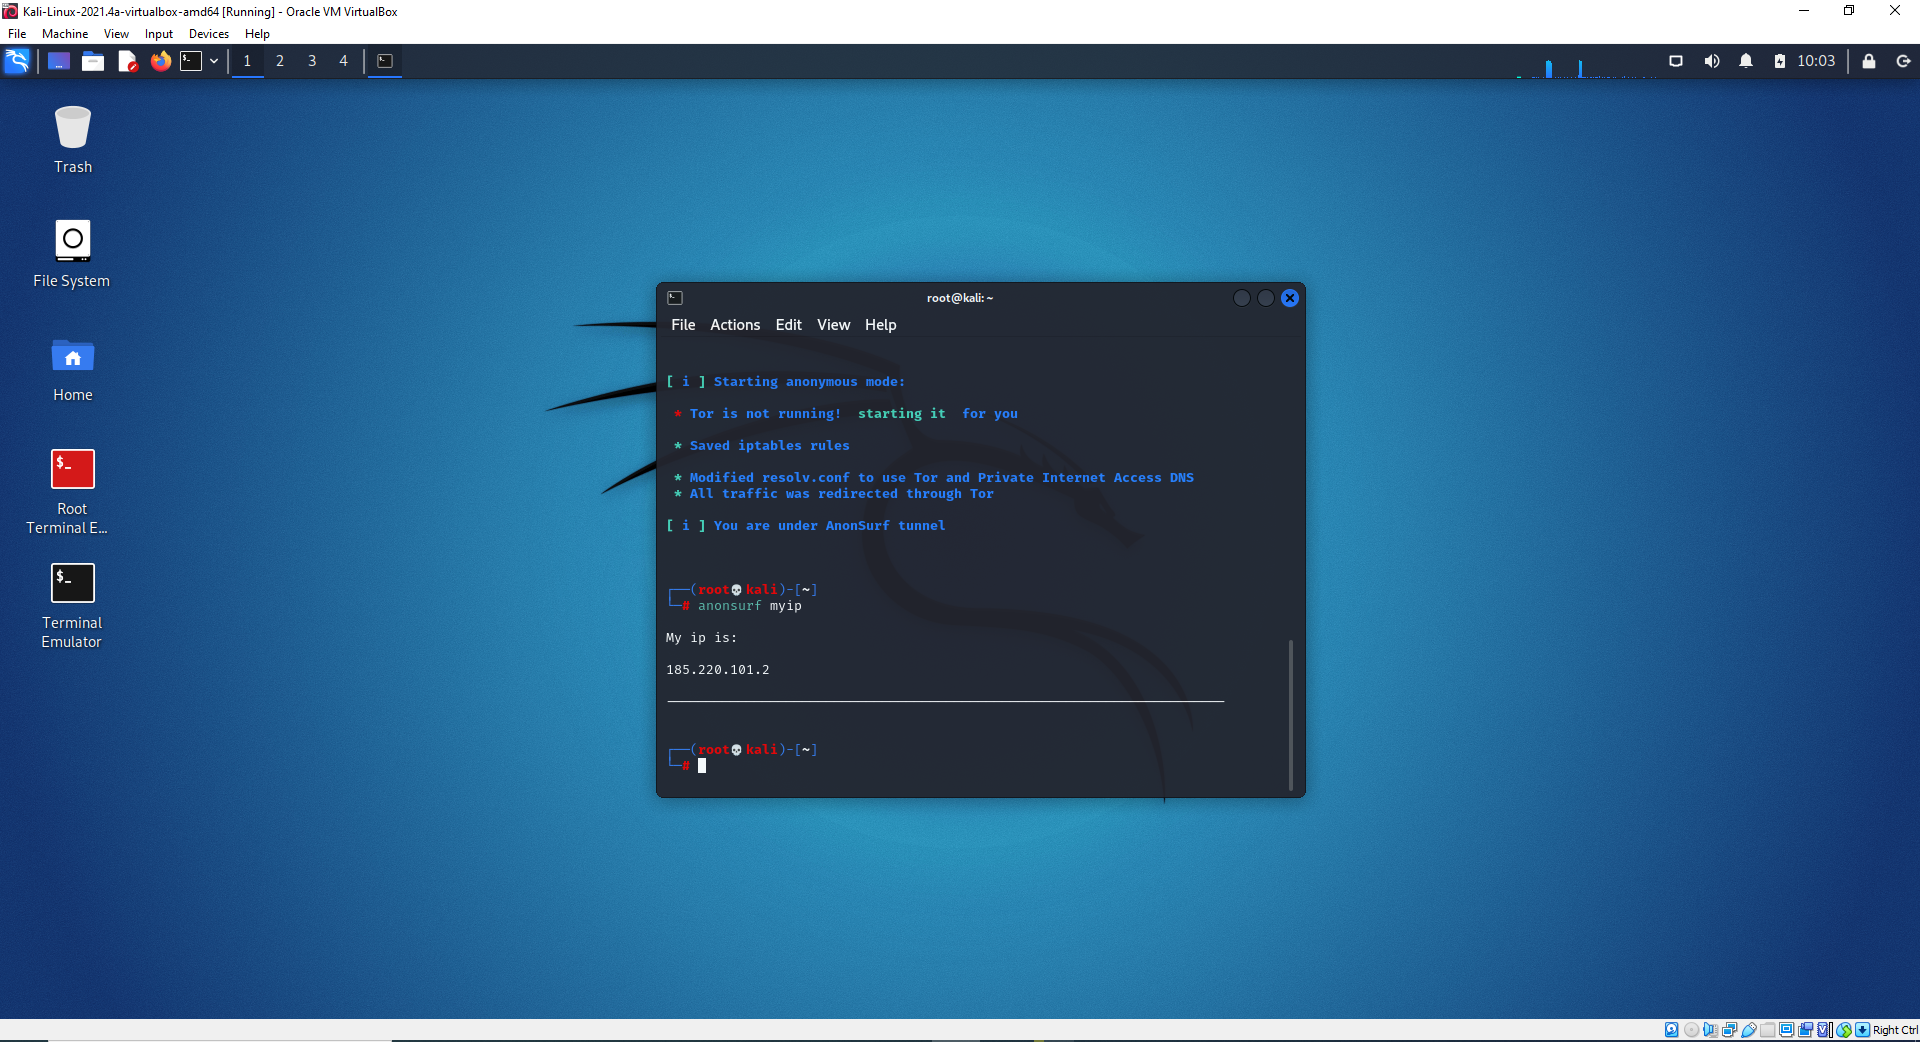 Kali-Linux-2021.4a-virtualbox-amd64 [Running] - Oracle VM VirtualBox
File Machine View Input Devices Help
1 2 3 4
10:03
Trash
File System
Home
Root
Terminal E...
Terminal
Emulator
root@kali: ~
File Actions Edit View Help
[ i ] Starting anonymous mode:
* Tor is not running!  starting it  for you
* Saved iptables rules
* Modified resolv.conf to use Tor and Private Internet Access DNS
* All traffic was redirected through Tor
[ i ] You are under AnonSurf tunnel
┌──(root💀kali)-[~]
└─# anonsurf myip
My ip is:
185.220.101.2
┌──(root💀kali)-[~]
└─#
Right Ctrl